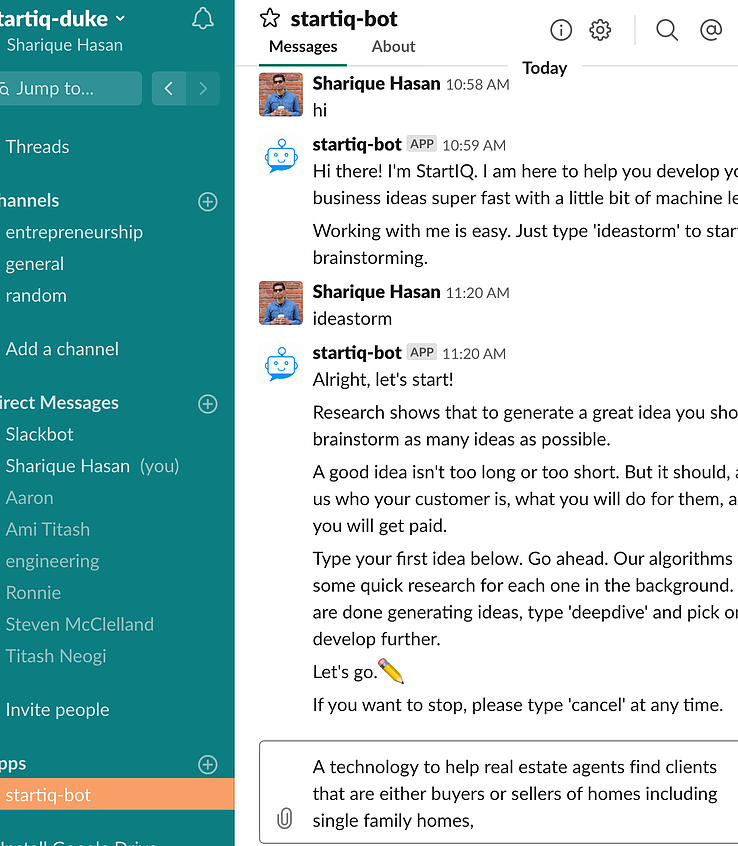 tartiq-duke
Sharique Hasan
Jump to...
Threads
hannels
entrepreneurship
general
random
Add a channel
irect Messages
Slackbot
Sharique Hasan (you)
Aaron
Ami Titash
engineering
Ronnie
Steven McClelland
Titash Neogi
Invite people
pps
startiq-bot
startiq-bot
Messages About
Today
Sharique Hasan 10:58 AM
hi
startiq-bot APP 10:59 AM
Hi there! I'm StartIQ. I am here to help you develop yo
business ideas super fast with a little bit of machine le
Working with me is easy. Just type 'ideastorm' to star
brainstorming.
Sharique Hasan 11:20 AM
ideastorm
startiq-bot APP 11:20 AM
Alright, let's start!
Research shows that to generate a great idea you sho
brainstorm as many ideas as possible.
A good idea isn't too long or too short. But it should, a
us who your customer is, what you will do for them, a
you will get paid.
Type your first idea below. Go ahead. Our algorithms
some quick research for each one in the background.
are done generating ideas, type 'deepdive' and pick or
develop further.
Let's go.
If you want to stop, please type 'cancel' at any time.
A technology to help real estate agents find clients
that are either buyers or sellers of homes including
single family homes,